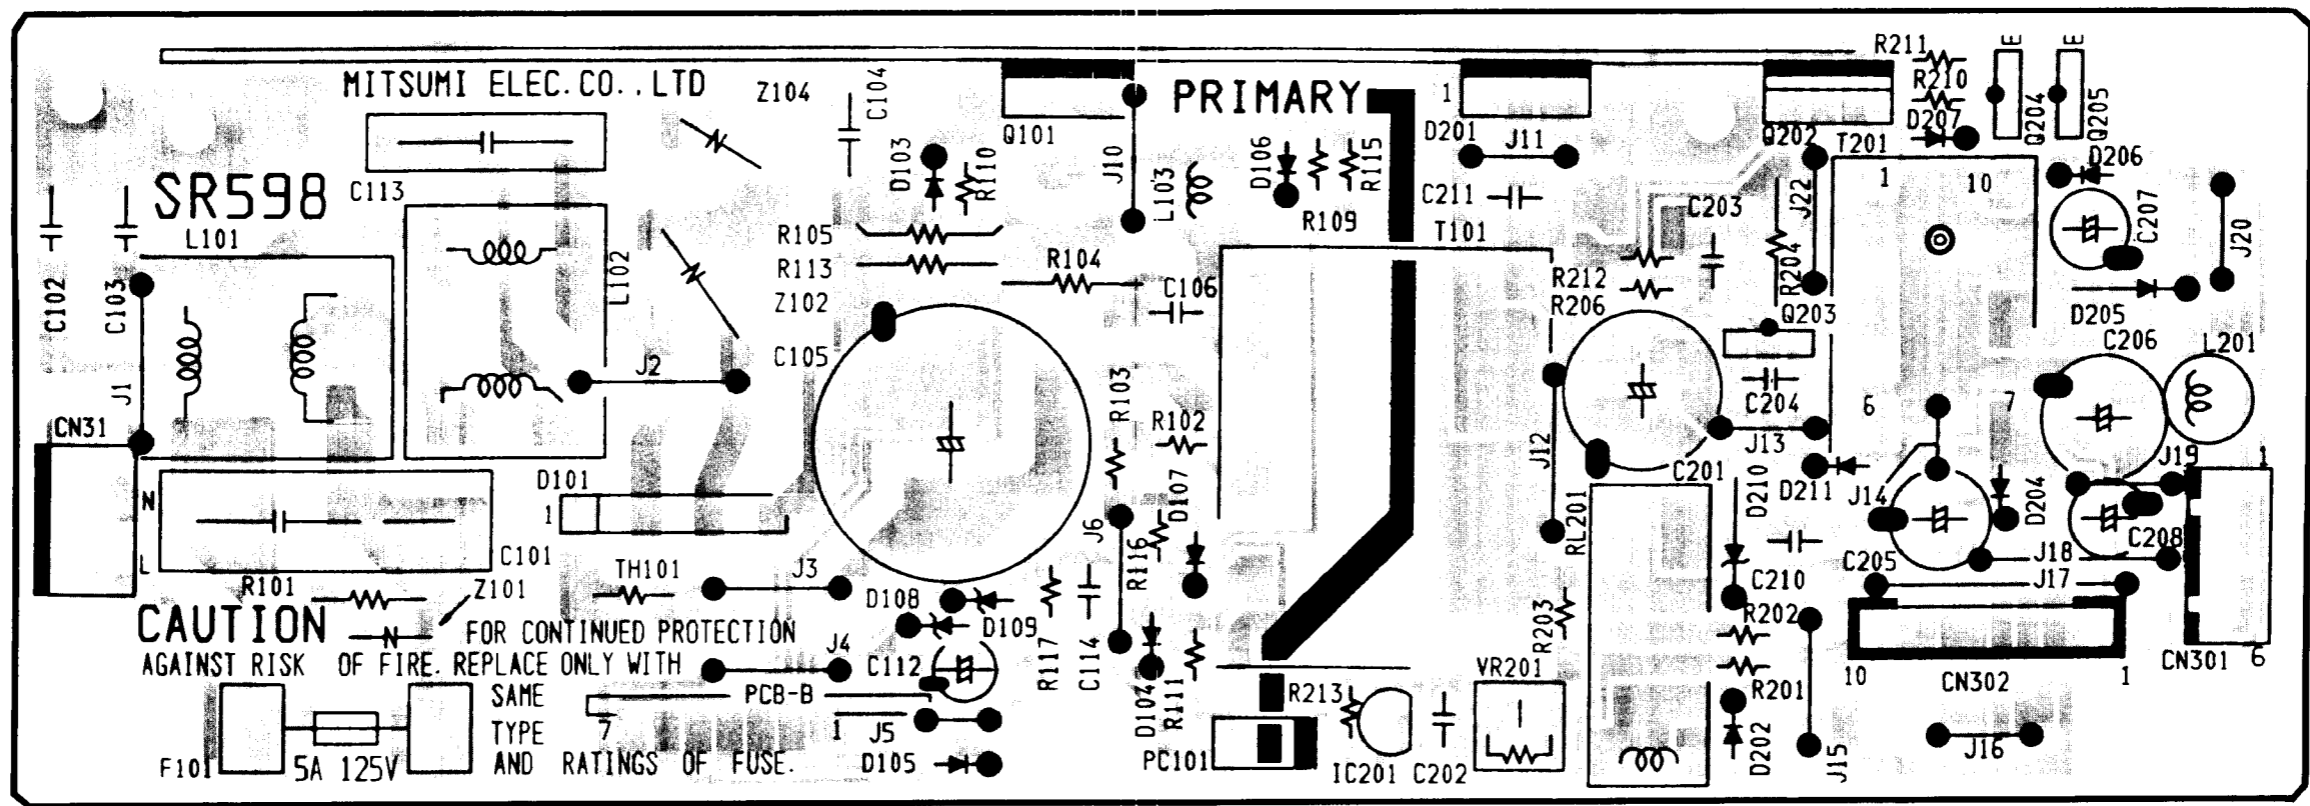 MITSUMI ELEC.CO.,LTD
Z104
C104
PRIMARY
R211
E
E
R210
1
D207
Q204
Q205
D103
R110
Q101
J10
L103
D106
R115
D201
J11
Q202
T201
D206
SR598
C113
C211
C203
J22
1
10
C207
J20
L101
R105
R109
T101
C102
C103
L102
R113
R104
C106
R212
R204
Z102
R206
Q203
D205
J1
J2
C105
R103
R102
C204
C206
L201
6
7
CN31
J12
J13
N
D101
1
D107
C201
D210
D211
J14
D204
J19
1
L
C101
J6
R116
RL201
C205
C208
J18
J17
R101
Z101
TH101
J3
D108
C210
CAUTION
FOR CONTINUED PROTECTION
D109
R203
R202
AGAINST RISK OF FIRE. REPLACE ONLY WITH
J4
C112
R117
C114
VR201
R201
10
CN302
1
CN301
6
SAME
PCB-B
D104
R111
R213
TYPE
7
1
J5
F101
5A 125V
AND RATINGS OF FUSE.
D105
PC101
IC201
C202
D202
J15
J16